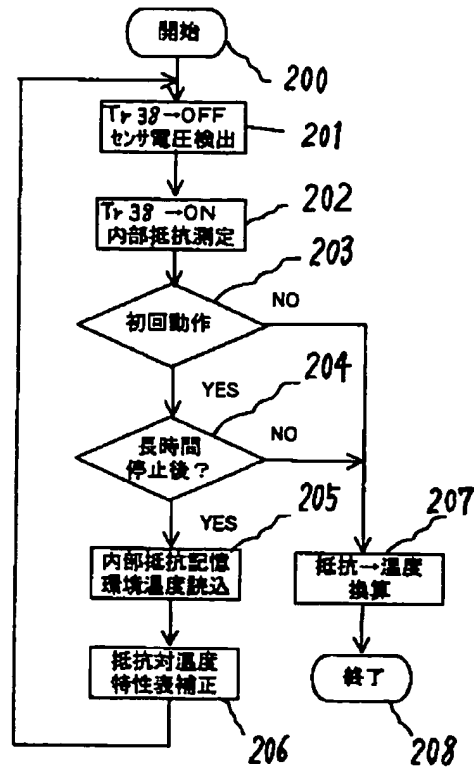 開始
200
Tr 38→OFF
センサ電圧検出
201
Tr 38→ON
内部抵抗測定
202
203
初回動作
NO
YES
204
長時間
停止後?
NO
YES
205
内部抵抗記憶
環境温度読込
207
抵抗→温度
換算
抵抗対温度
特性表補正
206
終了
208